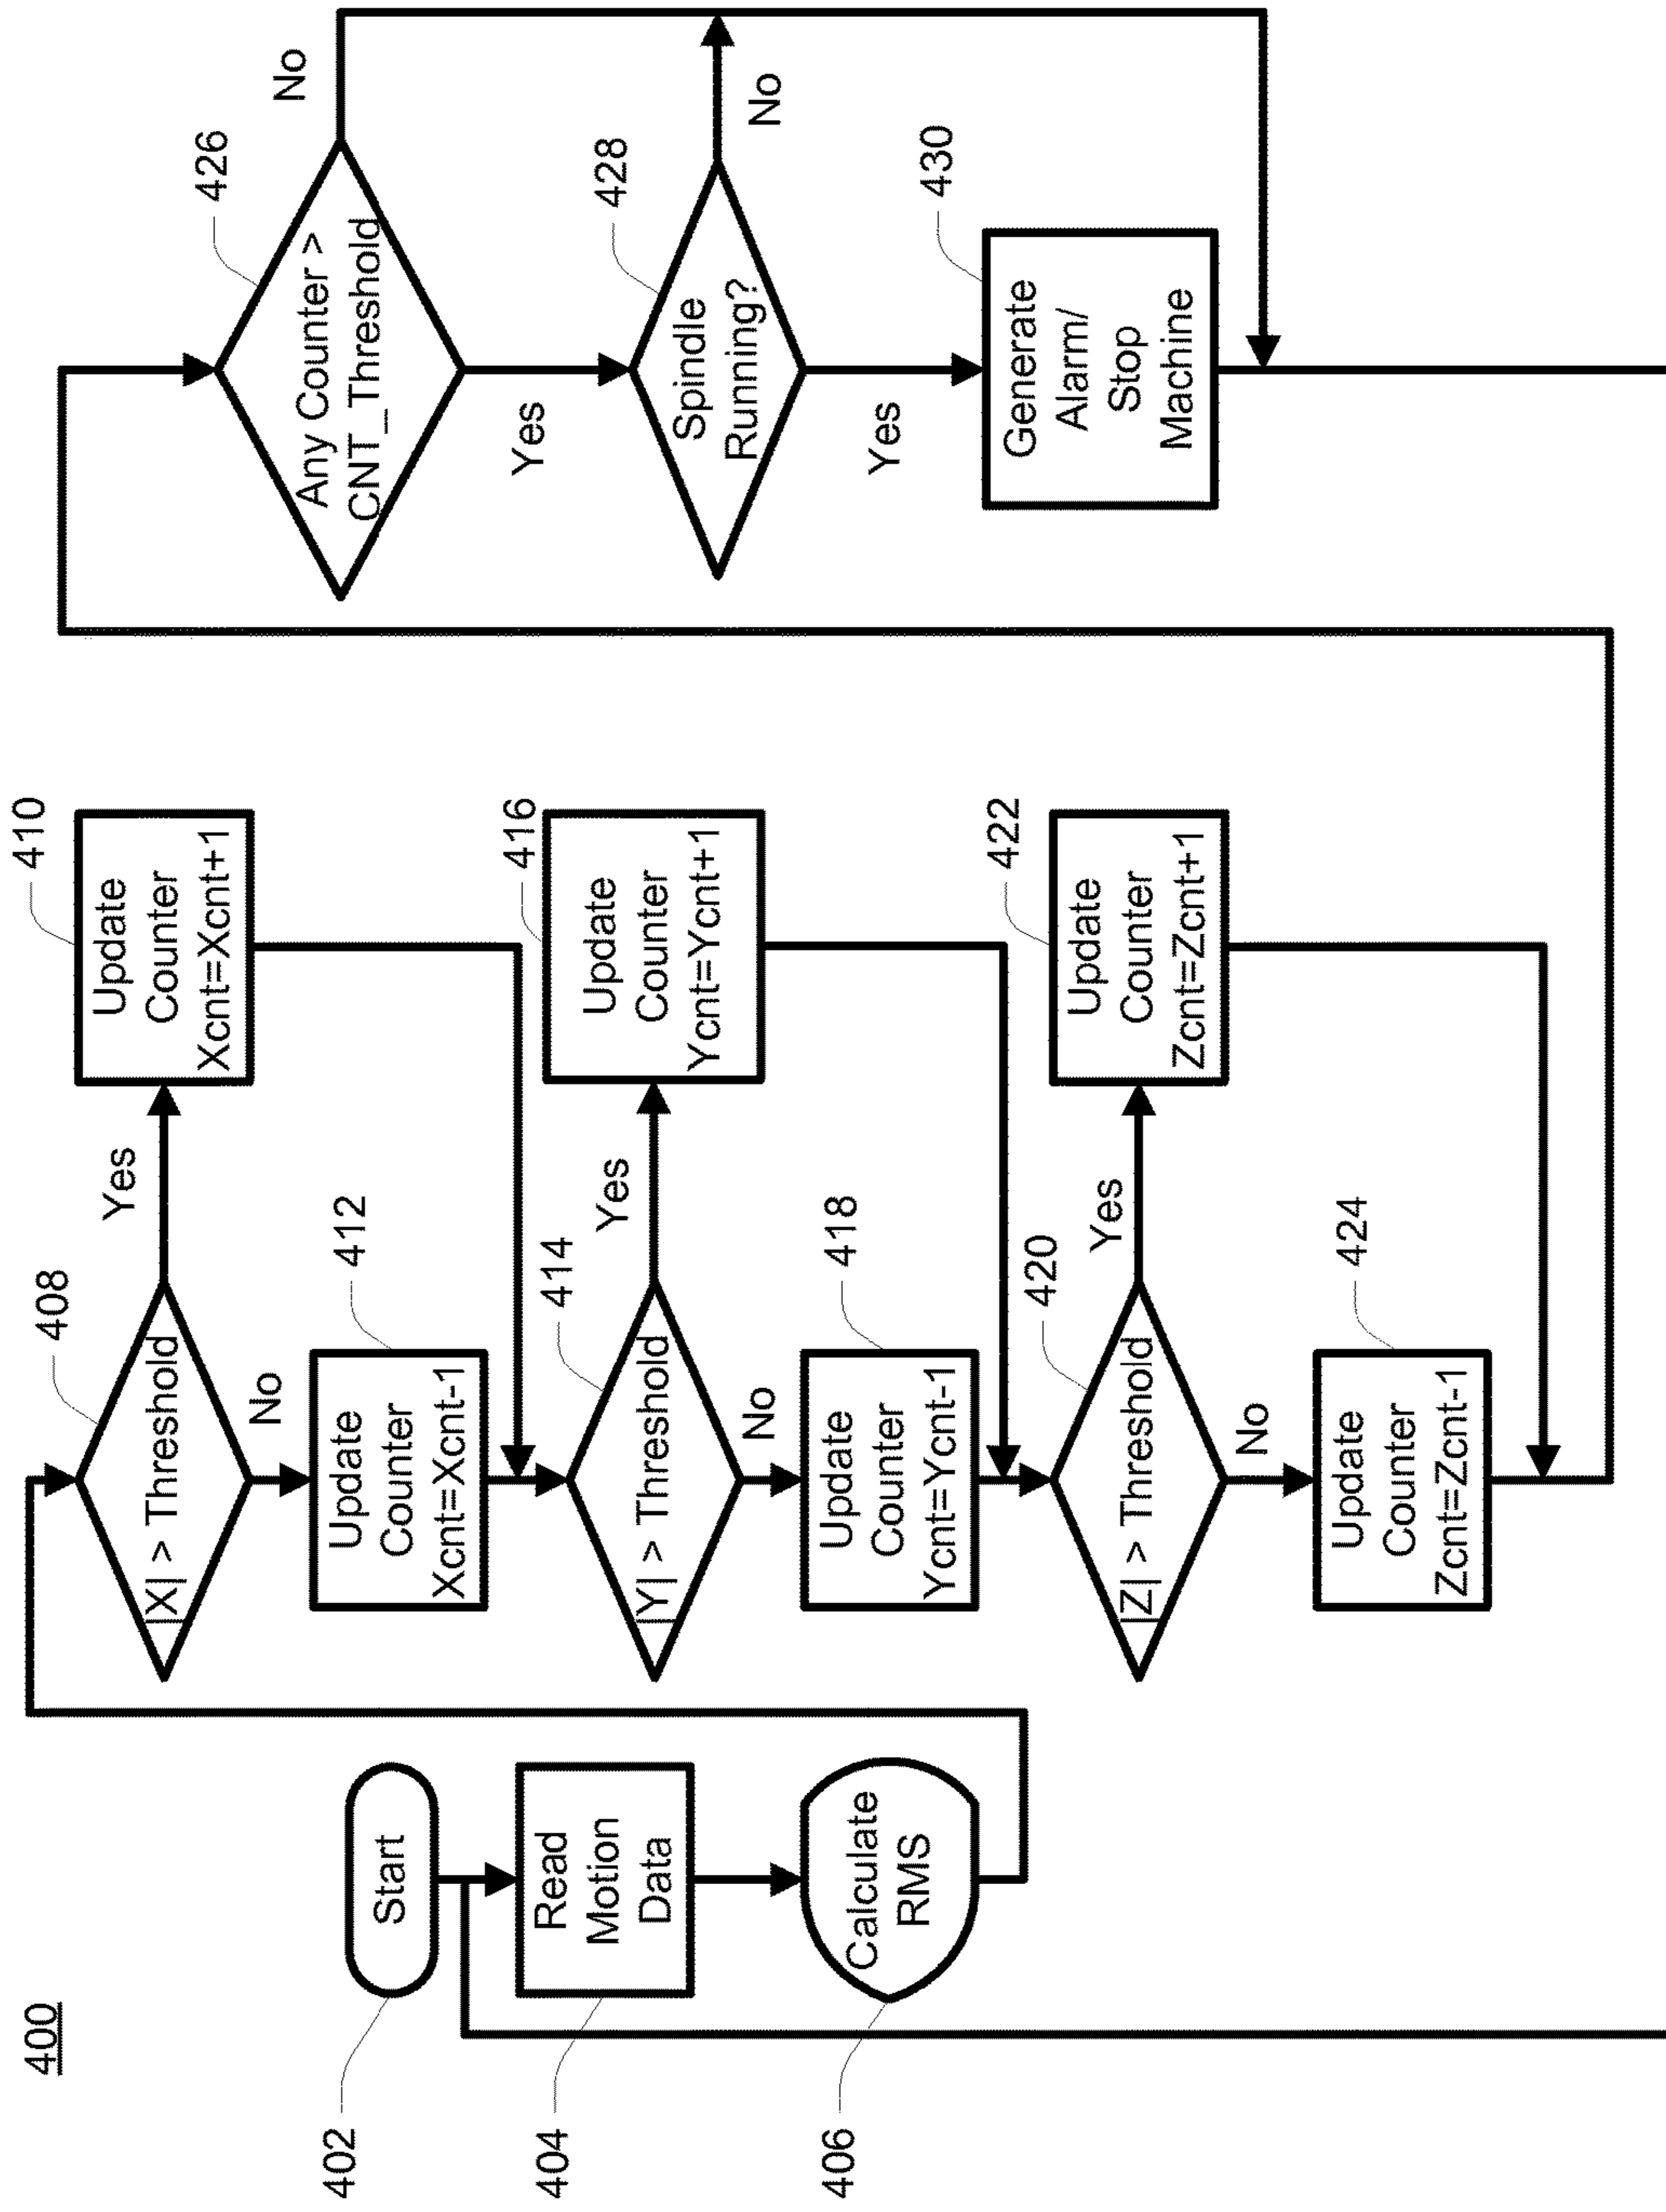 400
402
Start
404
Read
Motion
Data
406
Calculate
RMS
408
|X| > Threshold
Yes
No
410
Update
Counter
Xcnt=Xcnt+1
412
Update
Counter
Xcnt=Xcnt-1
414
|Y| > Threshold
Yes
No
416
Update
Counter
Ycnt=Ycnt+1
418
Update
Counter
Ycnt=Ycnt-1
420
|Z| > Threshold
Yes
No
422
Update
Counter
Zcnt=Zcnt+1
424
Update
Counter
Zcnt=Zcnt-1
426
Any Counter >
CNT_Threshold
No
Yes
428
Spindle
Running?
No
Yes
430
Generate
Alarm/
Stop
Machine